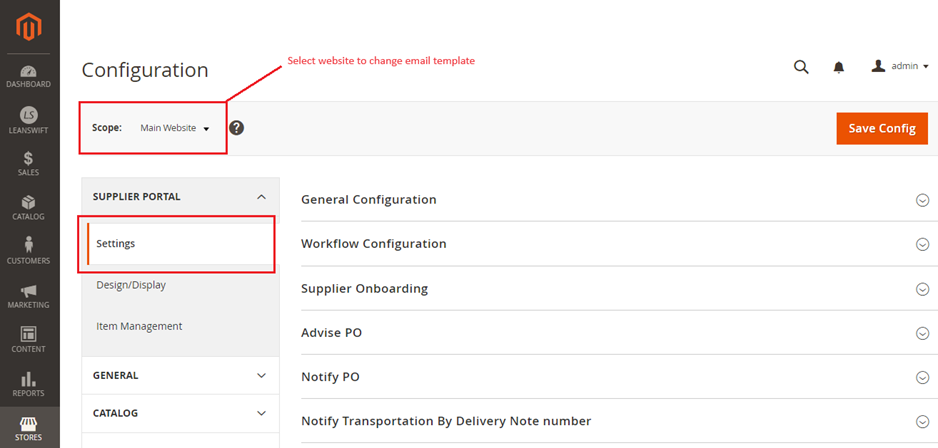 Select website to change email template
Configuration
admin
Scope: Main Website ?
Save Config
DASHBOARD
LS
LEANSWIFT
$
SALES
CATALOG
CUSTOMERS
MARKETING
CONTENT
REPORTS
STORES
SUPPLIER PORTAL
Settings
Design/Display
Item Management
GENERAL
CATALOG
General Configuration
Workflow Configuration
Supplier Onboarding
Advise PO
Notify PO
Notify Transportation By Delivery Note number